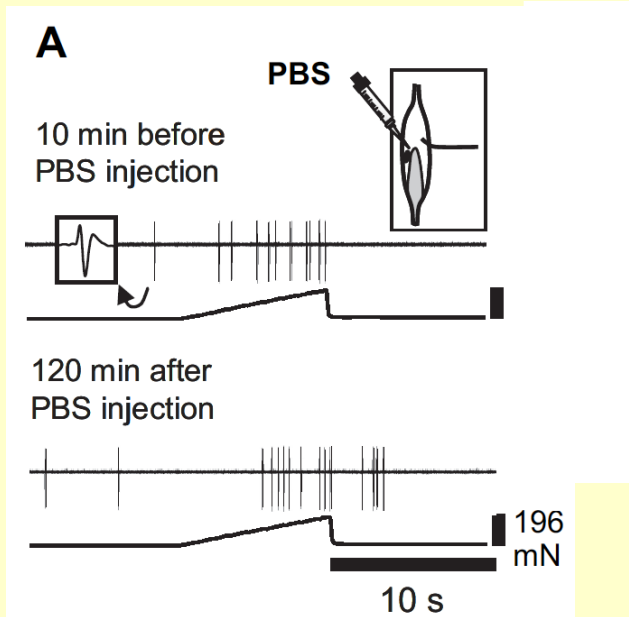 A
PBS
10 min before
PBS injection
120 min after
PBS injection
196
mN
10 s